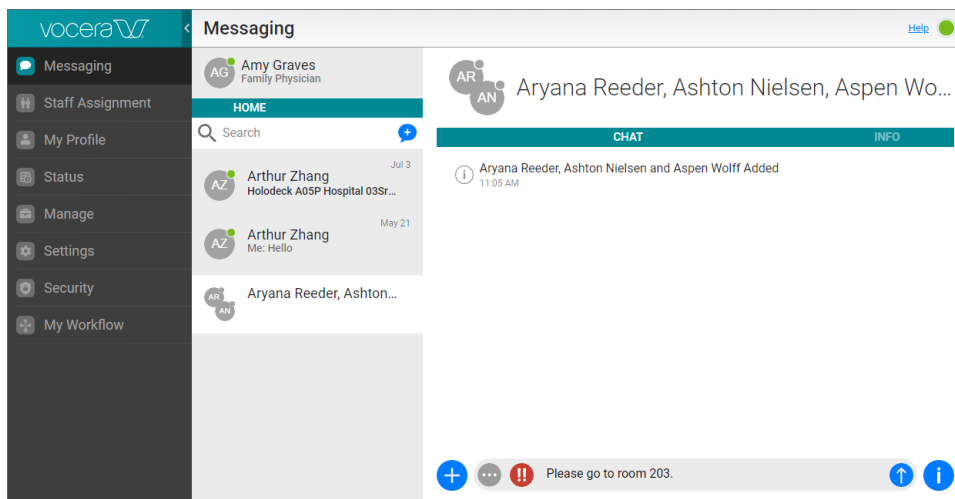 vocera
Messaging
Help
Messaging
Staff Assignment
My Profile
Status
Manage
Settings
Security
My Workflow
AG
Amy Graves
Family Physician
HOME
Search
Jul 3
AZ
Arthur Zhang
Holodeck A05P Hospital 03Sr...
May 21
AZ
Arthur Zhang
Me: Hello
AR
AN
Aryana Reeder, Ashton...
AR
AN
Aryana Reeder, Ashton Nielsen, Aspen Wo...
CHAT
INFO
Aryana Reeder, Ashton Nielsen and Aspen Wolff Added
11:05 AM
Please go to room 203.